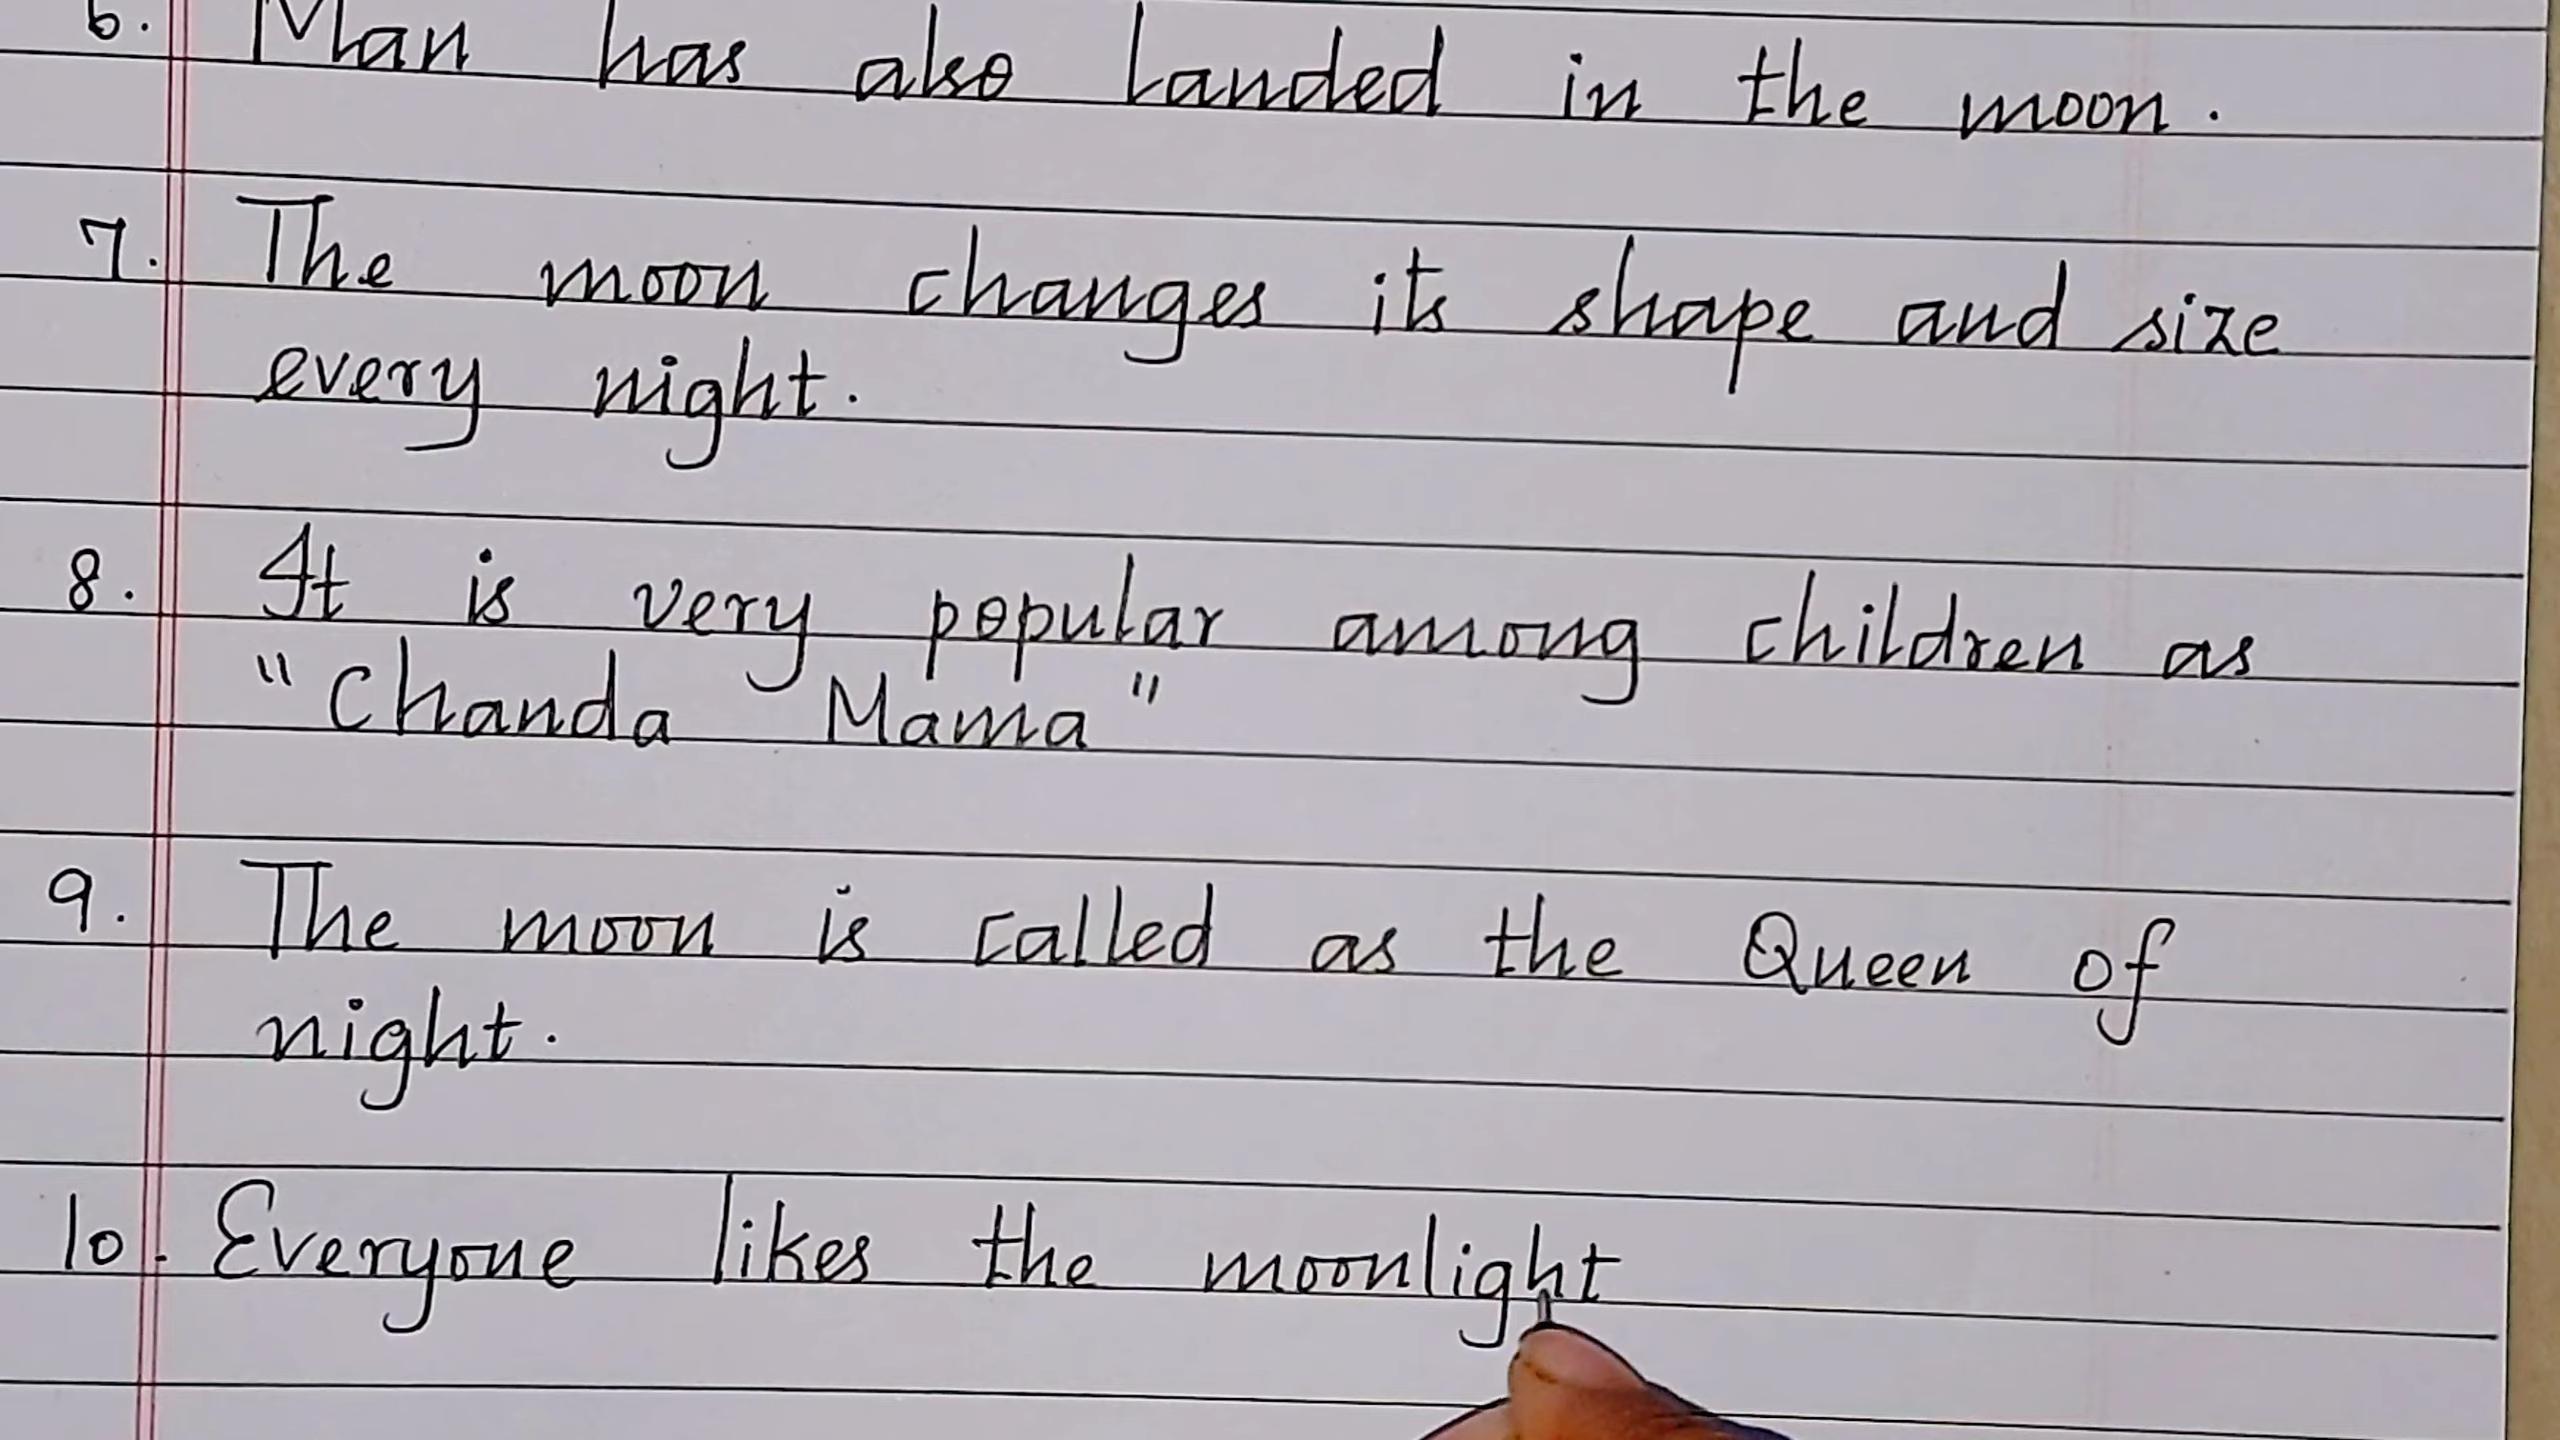 6. Man has also Landed in the moon.
7. The moon changes its shape and size
every night.
8. It is very popular among children as
"Chanda Mama"
9. The moon is called as the Queen of
night.
10. Everyone likes the moonlight